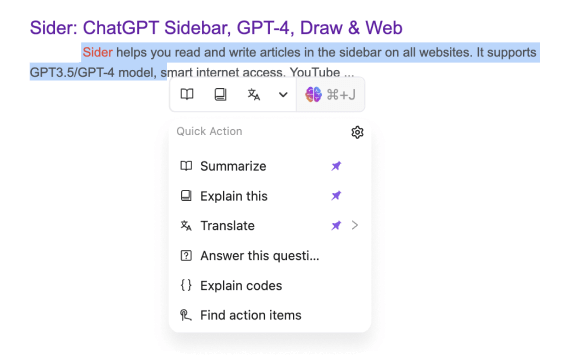 Sider: ChatGPT Sidebar, GPT-4, Draw & Web
Sider helps you read and write articles in the sidebar on all websites. It supports
GPT3.5/GPT-4 model, smart internet access, YouTube ...
⌘+J
Quick Action
Summarize
Explain this
Translate
Answer this questi...
Explain codes
Find action items